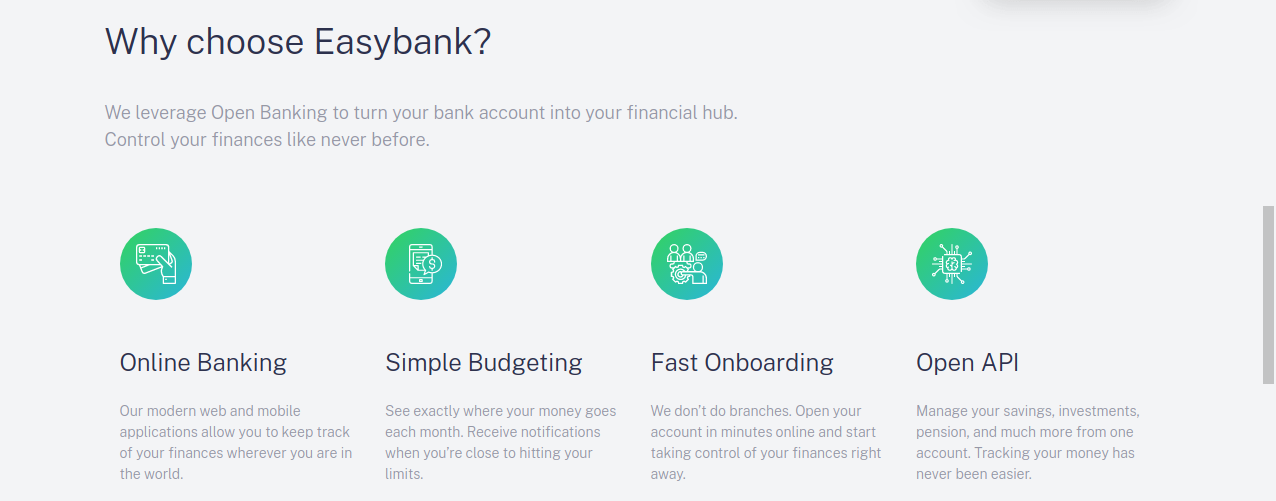 Why choose Easybank?
We leverage Open Banking to turn your bank account into your financial hub.
Control your finances like never before.
Online Banking
Our modern web and mobile
applications allow you to keep track
of your finances wherever you are in
the world.
Simple Budgeting
See exactly where your money goes
each month. Receive notifications
when you’re close to hitting your
limits.
Fast Onboarding
We don’t do branches. Open your
account in minutes online and start
taking control of your finances right
away.
Open API
Manage your savings, investments,
pension, and much more from one
account. Tracking your money has
never been easier.